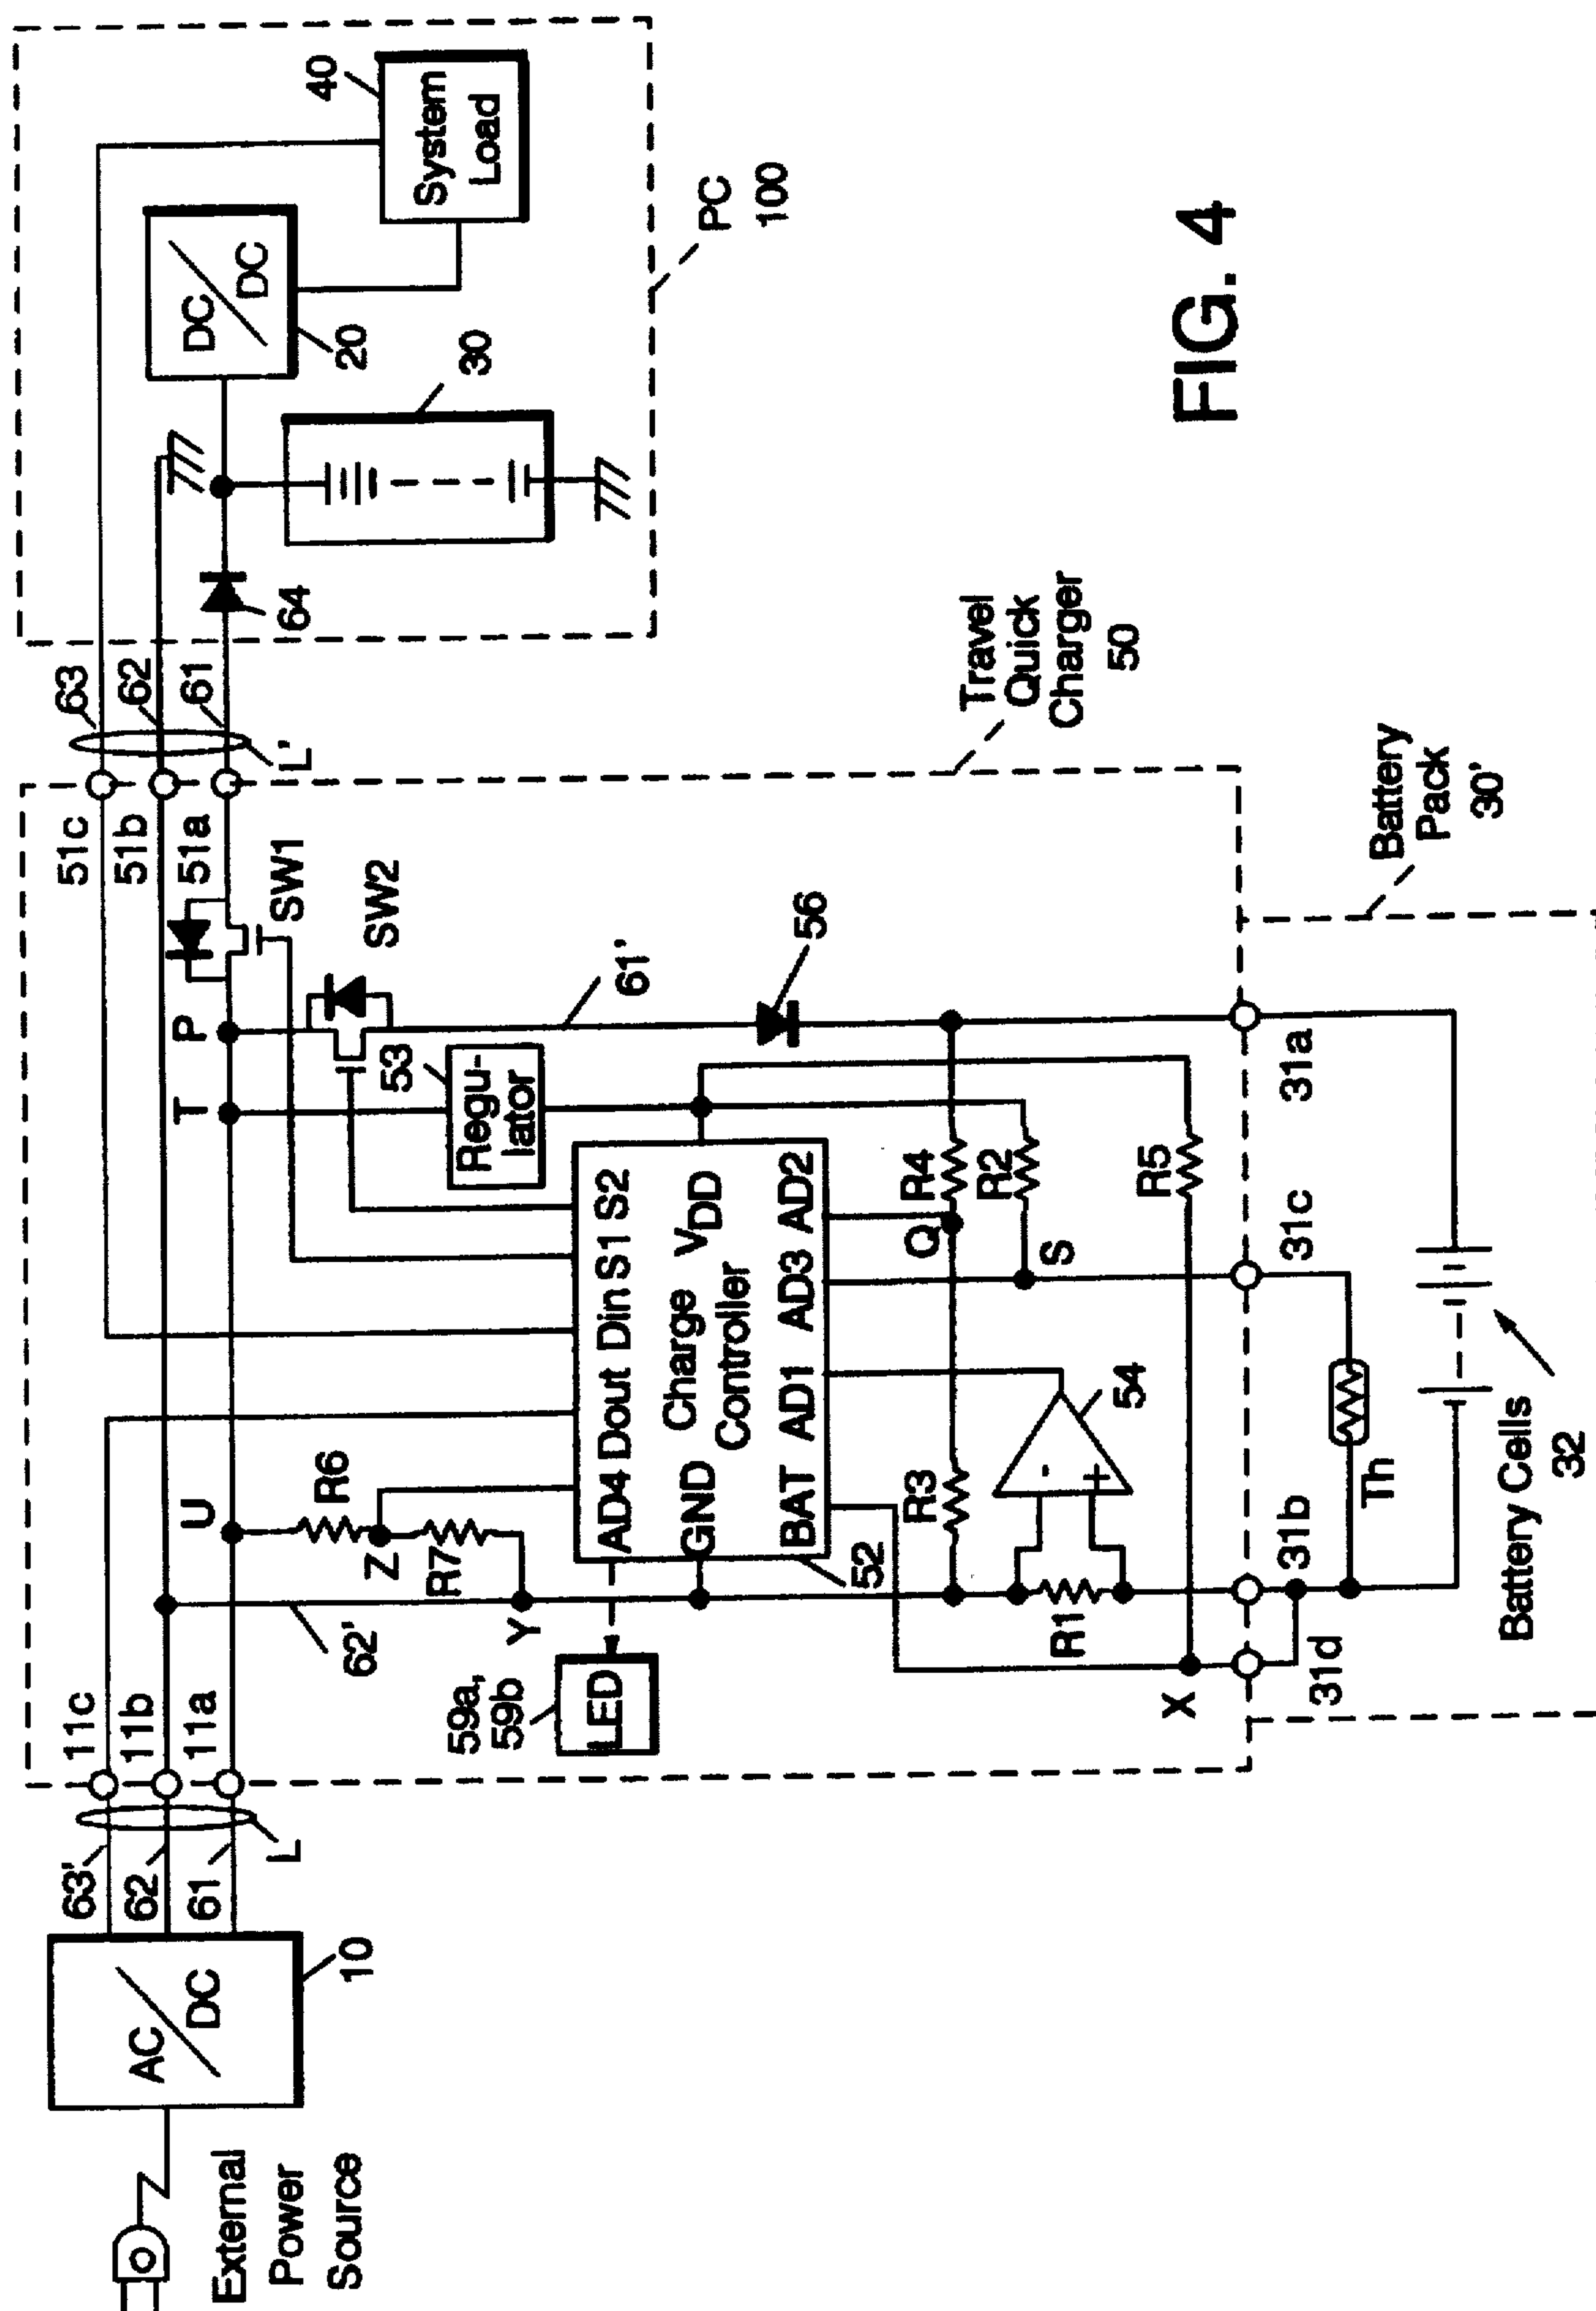 External
Power
Source
AC/DC
10
63'
62
61
L
11c
11b
11a
U
R6
Z
R7
Y
62'
59a,
59b
LED
AD4 Dout Din S1 S2
GND
Charge
Controller
VDD
BAT AD1 AD3 AD2
52
T
P
53
Regu-
lator
SW1
SW2
61'
56
51c
51b
51a
63
62
61
L'
64
30
DC/DC
20
System
Load
40
PC
100
Travel
Quick
Charger
50
R3
Q
R4
R2
S
R5
R1
-
+
54
X
31d
31b
31c
31a
Th
Battery Cells
32
Battery
Pack
30'
FIG. 4